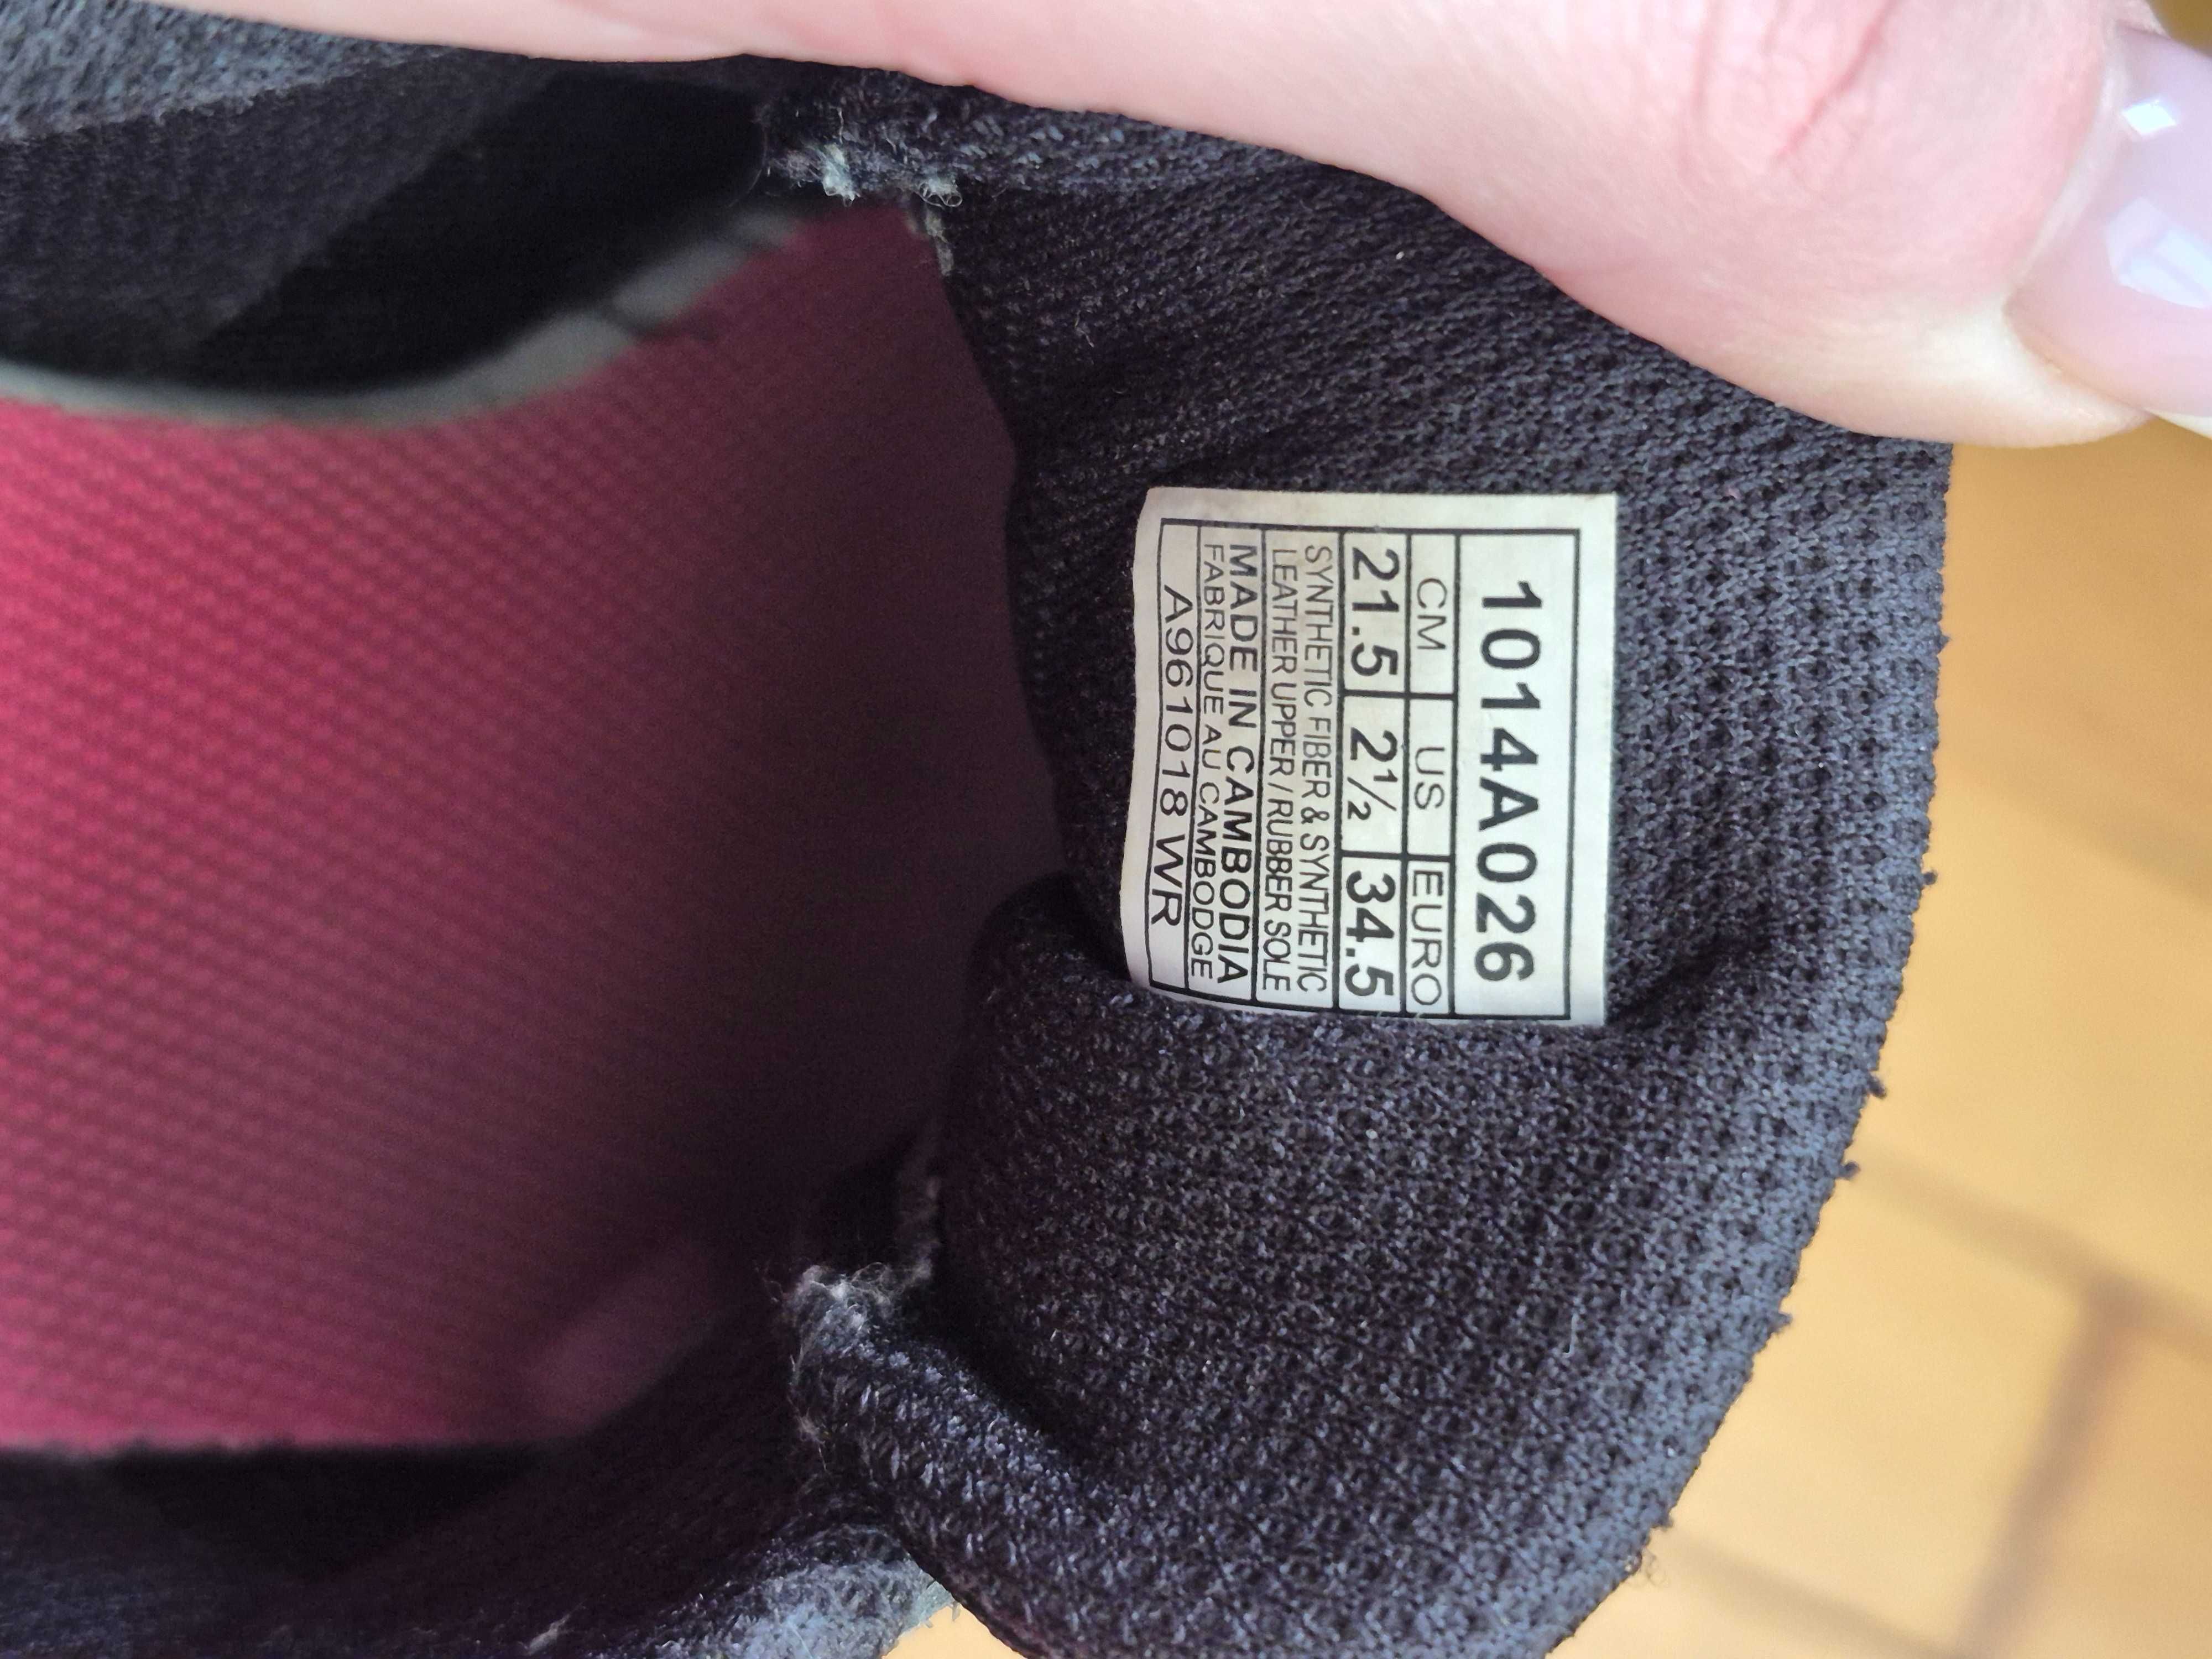 1014A026
CM US EURO
21.5 2½ 34.5
SYNTHETIC FIBER & SYNTHETIC
LEATHER UPPER / RUBBER SOLE
MADE IN CAMBODIA
FABRIQUE AU CAMBODGE
A961018 WR